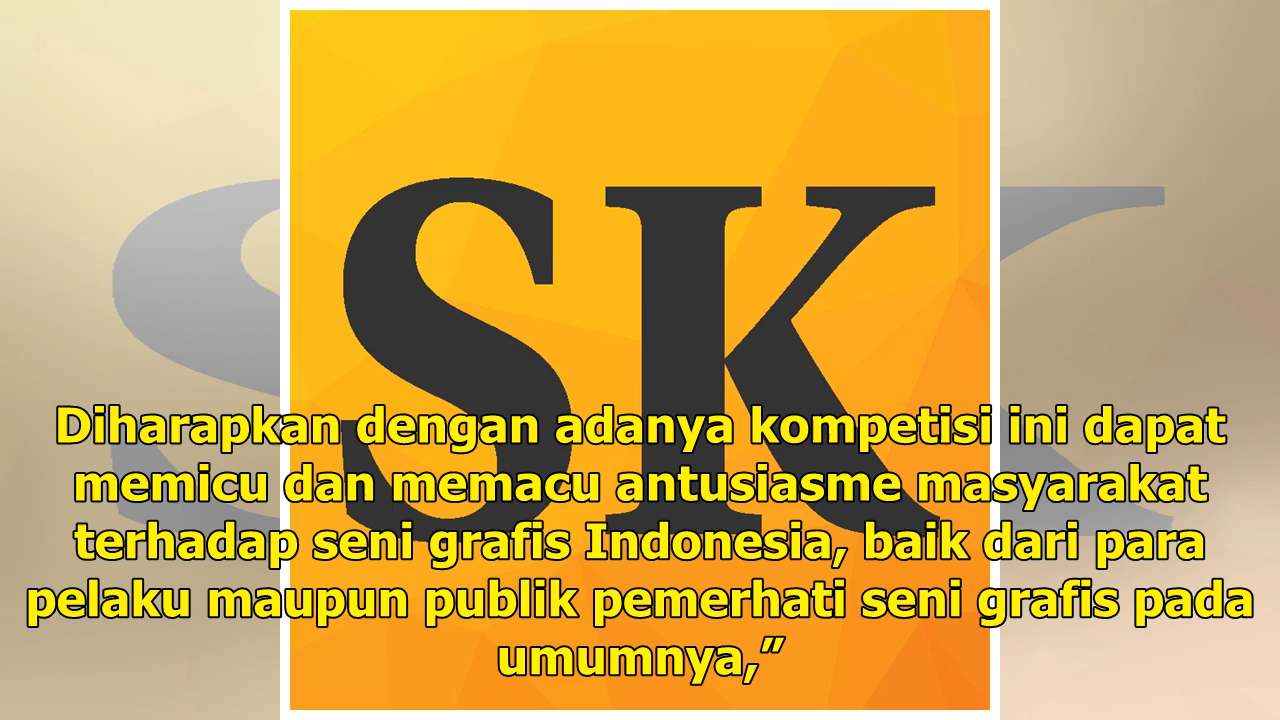 SK
Diharapkan dengan adanya kompetisi ini dapat
memicu dan memacu antusiasme masyarakat
terhadap seni grafis Indonesia, baik dari para
pelaku maupun publik pemerhati seni grafis pada
umumnya,”